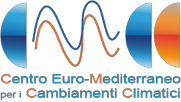 Centro Euro-Mediterraneo
per i Cambiamenti Climatici